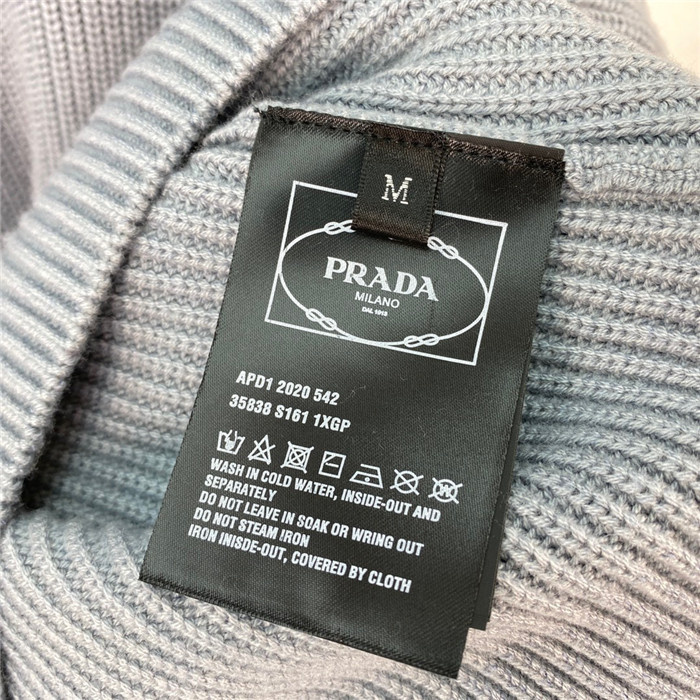 M
PRADA
MILANO
DAL 1913
APD1 2020 542
35838 S161 1XGP
WASH IN COLD WATER, INSIDE-OUT AND
SEPARATELY
DO NOT LEAVE IN SOAK OR WRING OUT
DO NOT STEAM IRON
IRON INISDE-OUT, COVERED BY CLOTH